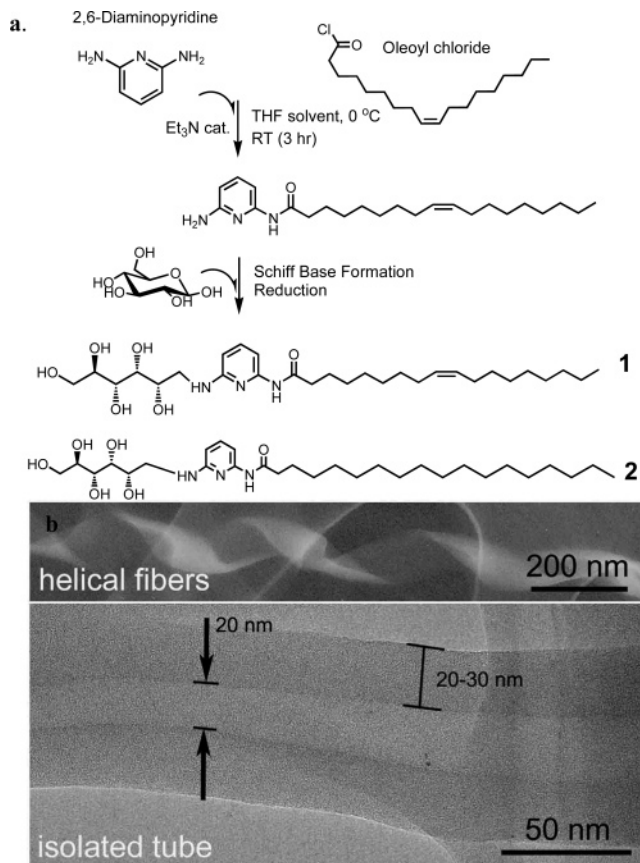 a.
2,6-Diaminopyridine
Oleoyl chloride
H₂N
N
NH₂
Cl
O
Et₃N cat.
THF solvent, 0 °C
RT (3 hr)
H₂N
N
N
H
O
HO
HO
HO
O
OH
OH
Schiff Base Formation
Reduction
OH
OH
HO
OH
OH
HN
N
N
H
O
1
OH
OH
HO
OH
OH
HN
N
N
H
O
2
b
helical fibers
200 nm
20 nm
20-30 nm
isolated tube
50 nm